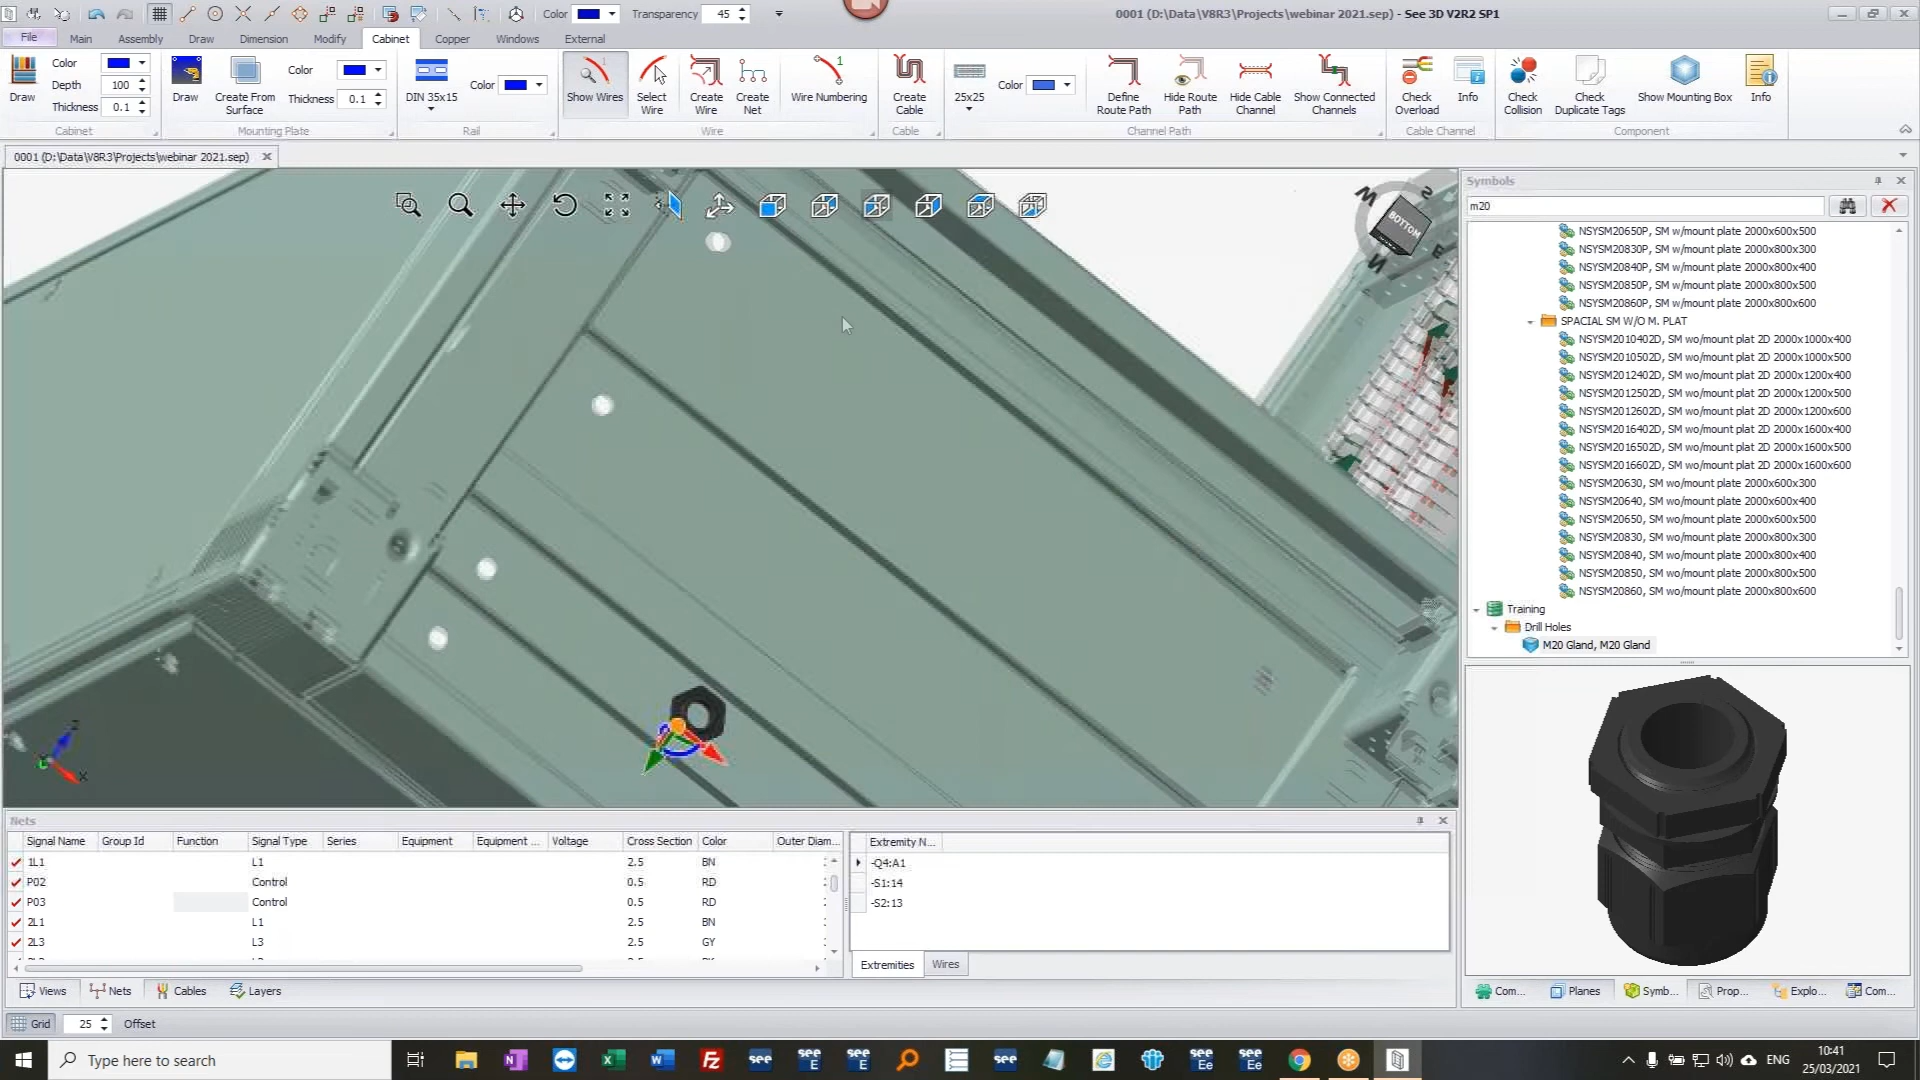 Color
Transparency 45
0001 (D:\Data\V8R3\Projects\webinar 2021.sep) - See 3D V2R2 SP1
File Main Assembly Draw Dimension Modify Cabinet Copper Windows External
Draw
Color
Depth 100
Thickness 0.1
Cabinet
Draw
Create From Surface
Color
Thickness 0.1
Mounting Plate
DIN 35x15
Color
Rail
Show Wires
Select Wire
Create Wire
Create Net
Wire Numbering
Wire
Create Cable
Cable
25x25
Color
Define Route Path
Hide Route Path
Hide Cable Channel
Show Connected Channels
Channel Path
Check Overload
Info
Cable Channel
Check Collision
Check Duplicate Tags
Show Mounting Box
Info
Component
0001 (D:\Data\V8R3\Projects\webinar 2021.sep)
W S
BOTTOM
N E
Z
X
Symbols
m20
NSYSM20650P, SM w/mount plate 2000x600x500
NSYSM20830P, SM w/mount plate 2000x800x300
NSYSM20840P, SM w/mount plate 2000x800x400
NSYSM20850P, SM w/mount plate 2000x800x500
NSYSM20860P, SM w/mount plate 2000x800x600
SPACIAL SM W/O M. PLAT
NSYSM2010402D, SM wo/mount plat 2D 2000x1000x400
NSYSM2010502D, SM wo/mount plat 2D 2000x1000x500
NSYSM2012402D, SM wo/mount plat 2D 2000x1200x400
NSYSM2012502D, SM wo/mount plat 2D 2000x1200x500
NSYSM2012602D, SM wo/mount plat 2D 2000x1200x600
NSYSM2016402D, SM wo/mount plat 2D 2000x1600x400
NSYSM2016502D, SM wo/mount plat 2D 2000x1600x500
NSYSM2016602D, SM wo/mount plat 2D 2000x1600x600
NSYSM20630, SM wo/mount plate 2000x600x300
NSYSM20640, SM wo/mount plate 2000x600x400
NSYSM20650, SM wo/mount plate 2000x600x500
NSYSM20830, SM wo/mount plate 2000x800x300
NSYSM20840, SM wo/mount plate 2000x800x400
NSYSM20850, SM wo/mount plate 2000x800x500
NSYSM20860, SM wo/mount plate 2000x800x600
Training
Drill Holes
M20 Gland, M20 Gland
Nets
Signal Name Group Id Function Signal Type Series Equipment Equipment ... Voltage Cross Section Color Outer Diam...
1L1 L1 2.5 BN
P02 Control 0.5 RD
P03 Control 0.5 RD
2L1 L1 2.5 BN
2L3 L3 2.5 GY
Extremity N...
-Q4:A1
-S1:14
-S2:13
Extremities Wires
Views Nets Cables Layers
Com... Planes Symb... Prop... Explo... Com...
Grid 25 Offset
Type here to search
ENG
10:41
25/03/2021